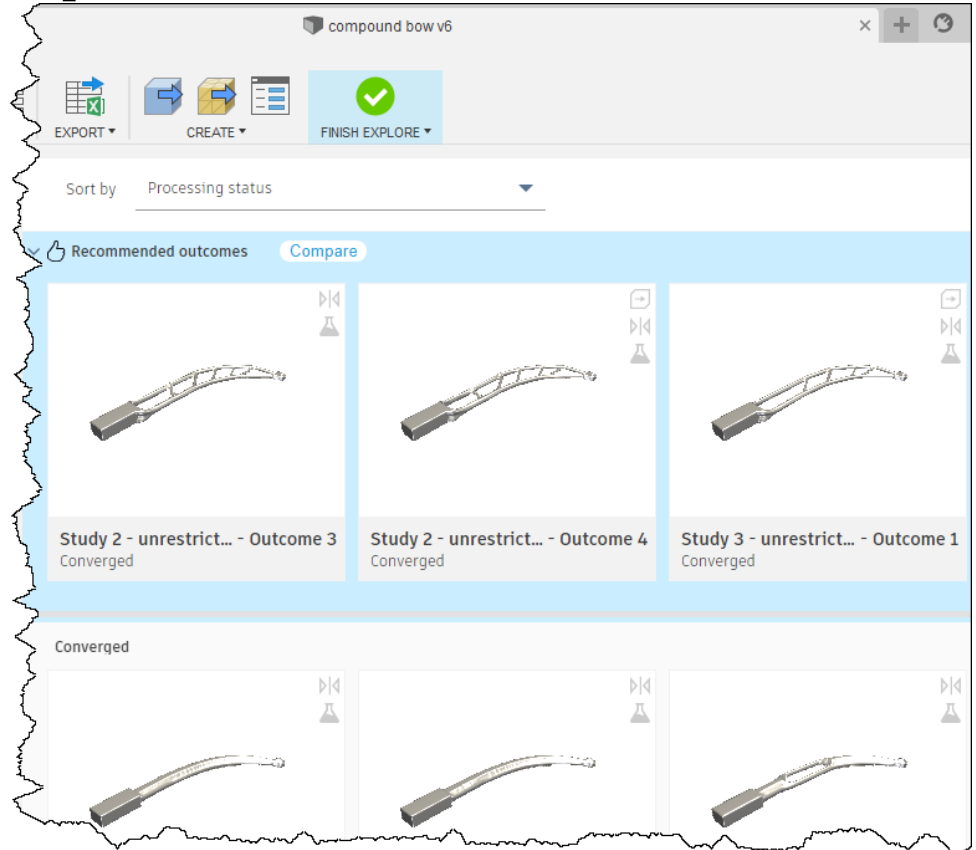 compound bow v6
EXPORT CREATE FINISH EXPLORE
Sort by Processing status
Recommended outcomes Compare
Study 2 - unrestrict... - Outcome 3 Study 2 - unrestrict... - Outcome 4 Study 3 - unrestrict... - Outcome 1
Converged Converged Converged
Converged